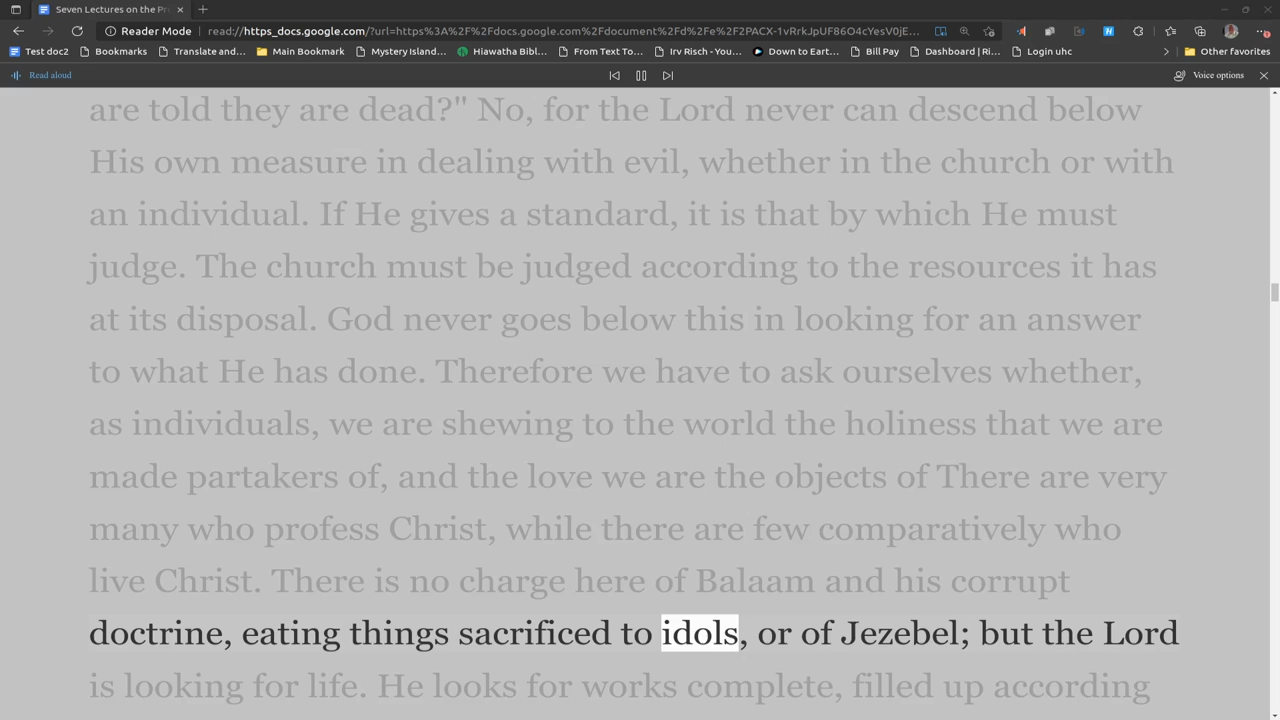 Seven Lectures on the Pr
Reader Mode read://https_docs.google.com/?url=https%3A%2F%2Fdocs.google.com%2Fdocument%2Fd%2Fe%2F2PACX-1vRrkJpUF86O4cYesV0jE...
Test doc2 Bookmarks Translate and... Main Bookmark Mystery Island... Hiawatha Bibl... From Text To... Irv Risch - You... Down to Eart... Bill Pay Dashboard | Ri... Login uhc Other favorites
Read aloud Voice options
are told they are dead?" No, for the Lord never can descend below
His own measure in dealing with evil, whether in the church or with
an individual. If He gives a standard, it is that by which He must
judge. The church must be judged according to the resources it has
at its disposal. God never goes below this in looking for an answer
to what He has done. Therefore we have to ask ourselves whether,
as individuals, we are shewing to the world the holiness that we are
made partakers of, and the love we are the objects of There are very
many who profess Christ, while there are few comparatively who
live Christ. There is no charge here of Balaam and his corrupt
doctrine, eating things sacrificed to idols, or of Jezebel; but the Lord
is looking for life. He looks for works complete, filled up according